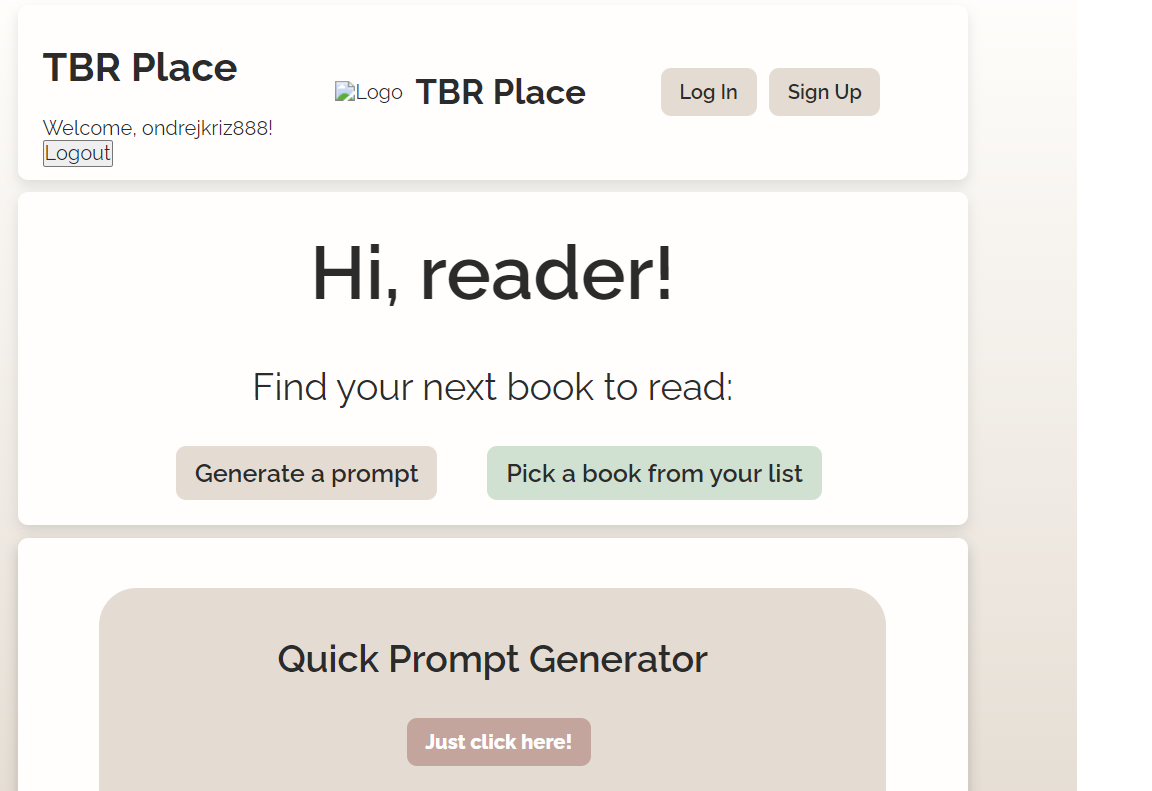 TBR Place
Welcome, ondrejkriz888!
Logout
Logo TBR Place
Log In
Sign Up
Hi, reader!
Find your next book to read:
Generate a prompt
Pick a book from your list
Quick Prompt Generator
Just click here!